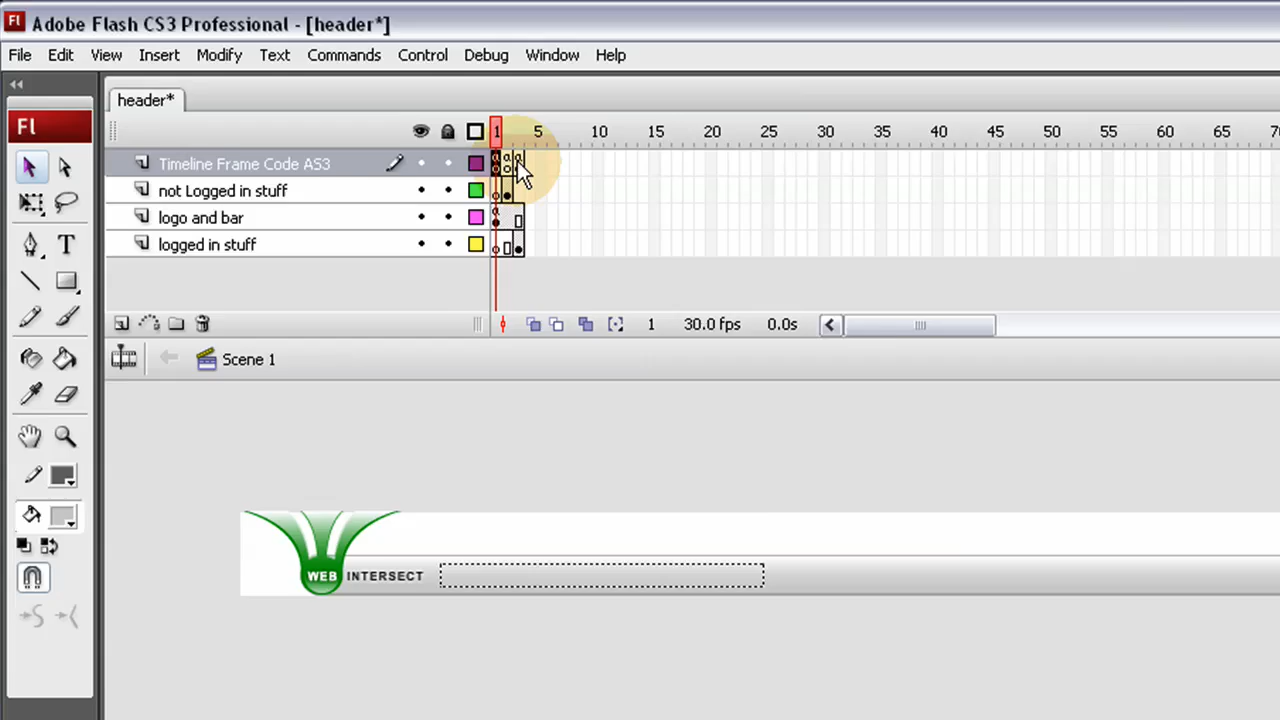 Fl Adobe Flash CS3 Professional - [header*]
File Edit View Insert Modify Text Commands Control Debug Window Help
header*
Fl
1 5 10 15 20 25 30 35 40 45 50 55 60 65 70
Timeline Frame Code AS3
not Logged in stuff
logo and bar
logged in stuff
1 30.0 fps 0.0s
Scene 1
WEB INTERSECT